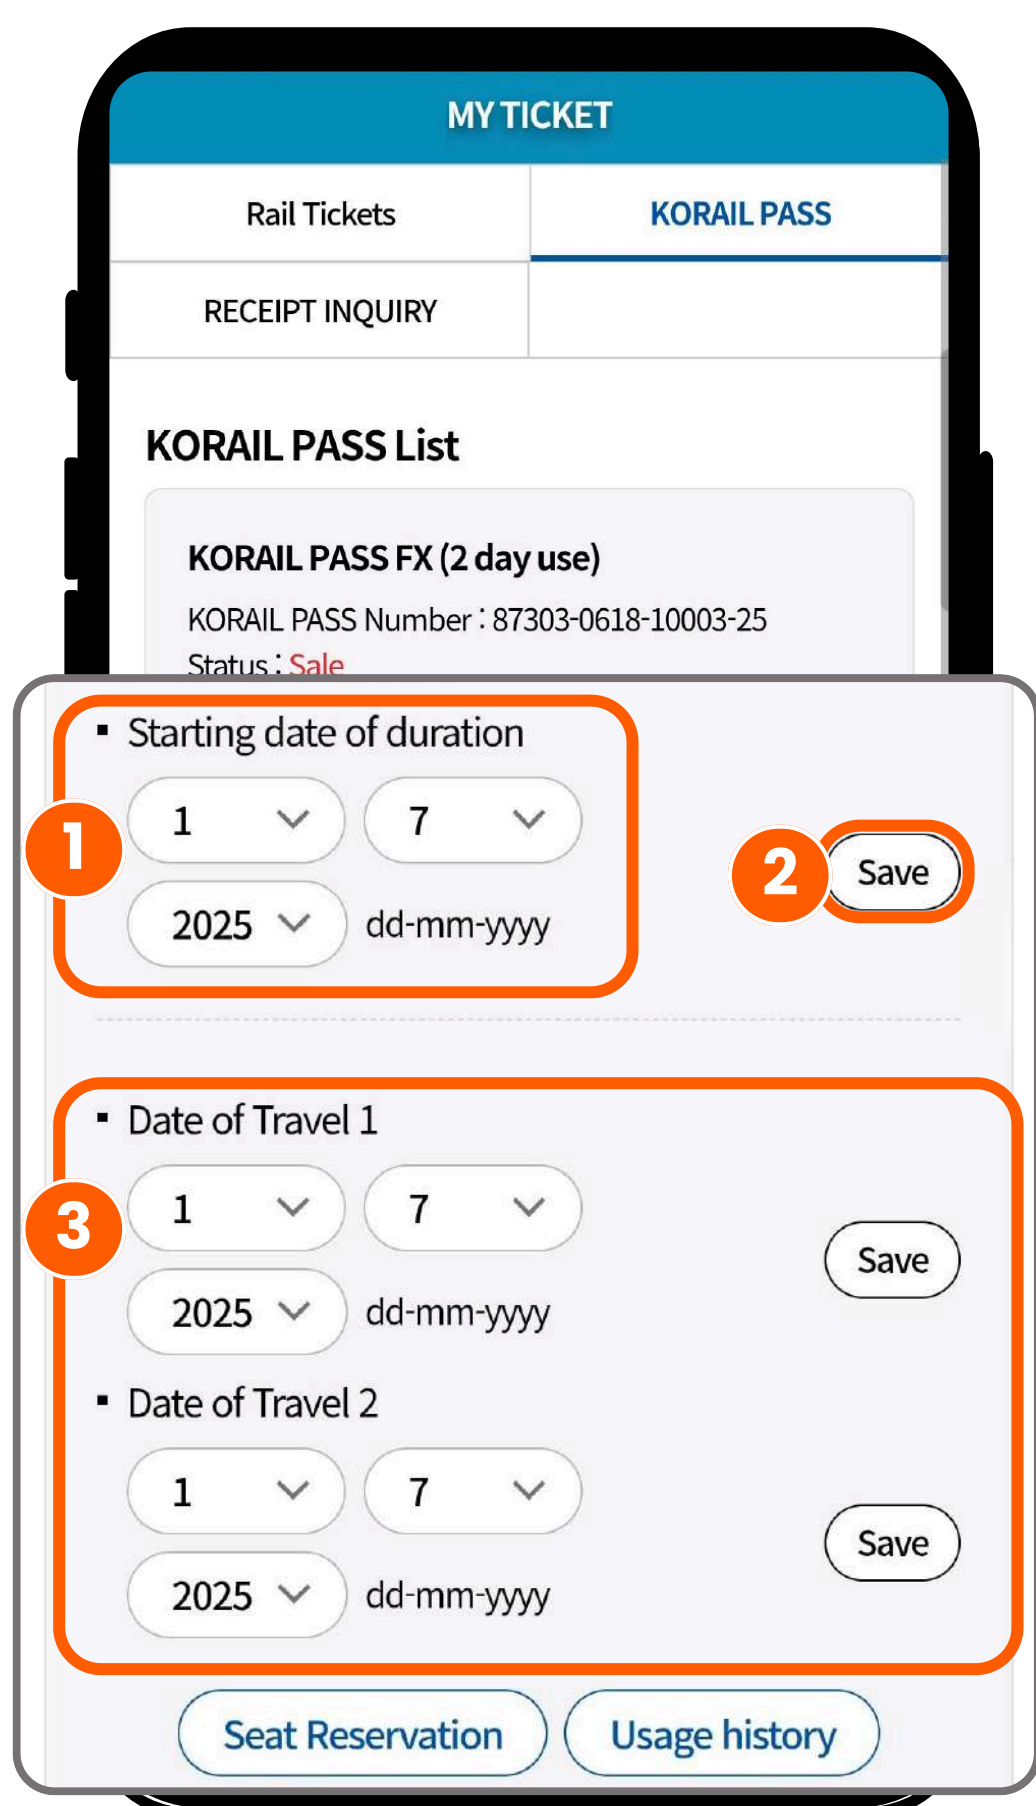 MY TICKET
Rail Tickets
KORAIL PASS
RECEIPT INQUIRY
KORAIL PASS List
KORAIL PASS FX (2 day use)
KORAIL PASS Number : 87303-0618-10003-25
Status : Sale
▪ Starting date of duration
1 7
1
2 Save
2025 dd-mm-yyyy
▪ Date of Travel 1
1 7
3
Save
2025 dd-mm-yyyy
▪ Date of Travel 2
1 7
Save
2025 dd-mm-yyyy
Seat Reservation Usage history